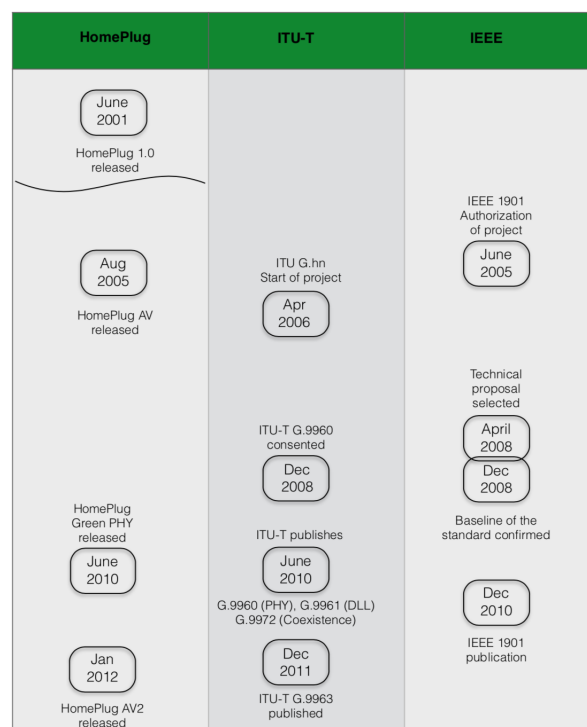 HomePlug
ITU-T
IEEE
June
2001
HomePlug 1.0
released
Aug
2005
HomePlug AV
released
HomePlug
Green PHY
released
June
2010
Jan
2012
HomePlug AV2
released
ITU G.hn
Start of project
Apr
2006
ITU-T G.9960
consented
Dec
2008
ITU-T publishes
June
2010
G.9960 (PHY), G.9961 (DLL)
G.9972 (Coexistence)
Dec
2011
ITU-T G.9963
published
IEEE 1901
Authorization
of project
June
2005
Technical
proposal
selected
April
2008
Dec
2008
Baseline of the
standard confirmed
Dec
2010
IEEE 1901
publication